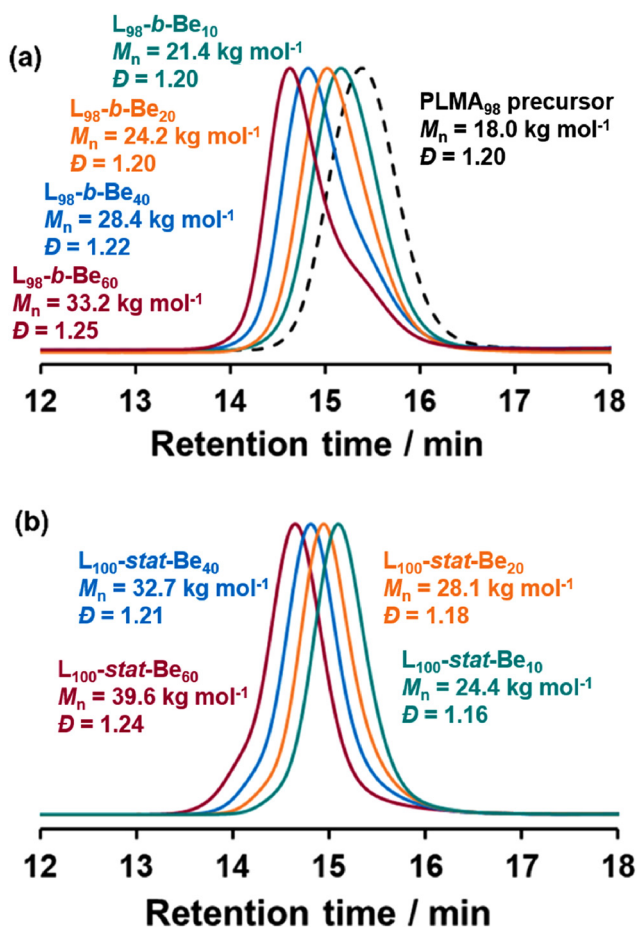 (a)
L98-b-Be10
Mn = 21.4 kg mol-1
Đ = 1.20
L98-b-Be20
Mn = 24.2 kg mol-1
Đ = 1.20
L98-b-Be40
Mn = 28.4 kg mol-1
Đ = 1.22
L98-b-Be60
Mn = 33.2 kg mol-1
Đ = 1.25
PLMA98 precursor
Mn = 18.0 kg mol-1
Đ = 1.20
12 13 14 15 16 17 18
Retention time / min
(b)
L100-stat-Be40
Mn = 32.7 kg mol-1
Đ = 1.21
L100-stat-Be60
Mn = 39.6 kg mol-1
Đ = 1.24
L100-stat-Be20
Mn = 28.1 kg mol-1
Đ = 1.18
L100-stat-Be10
Mn = 24.4 kg mol-1
Đ = 1.16
12 13 14 15 16 17 18
Retention time / min